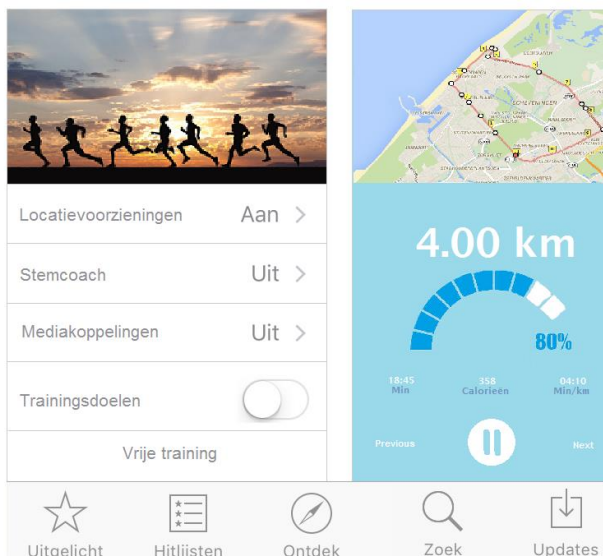 Locatievoorzieningen Aan
Stemcoach Uit
Mediakoppelingen Uit
Trainingsdoelen
Vrije training
SCHEVENINGEN
4.00 km
80%
18:45 358 04:10
Min Calorieën Min/km
Previous Next
Uitgelicht Hitlijsten Ontdek Zoek Updates